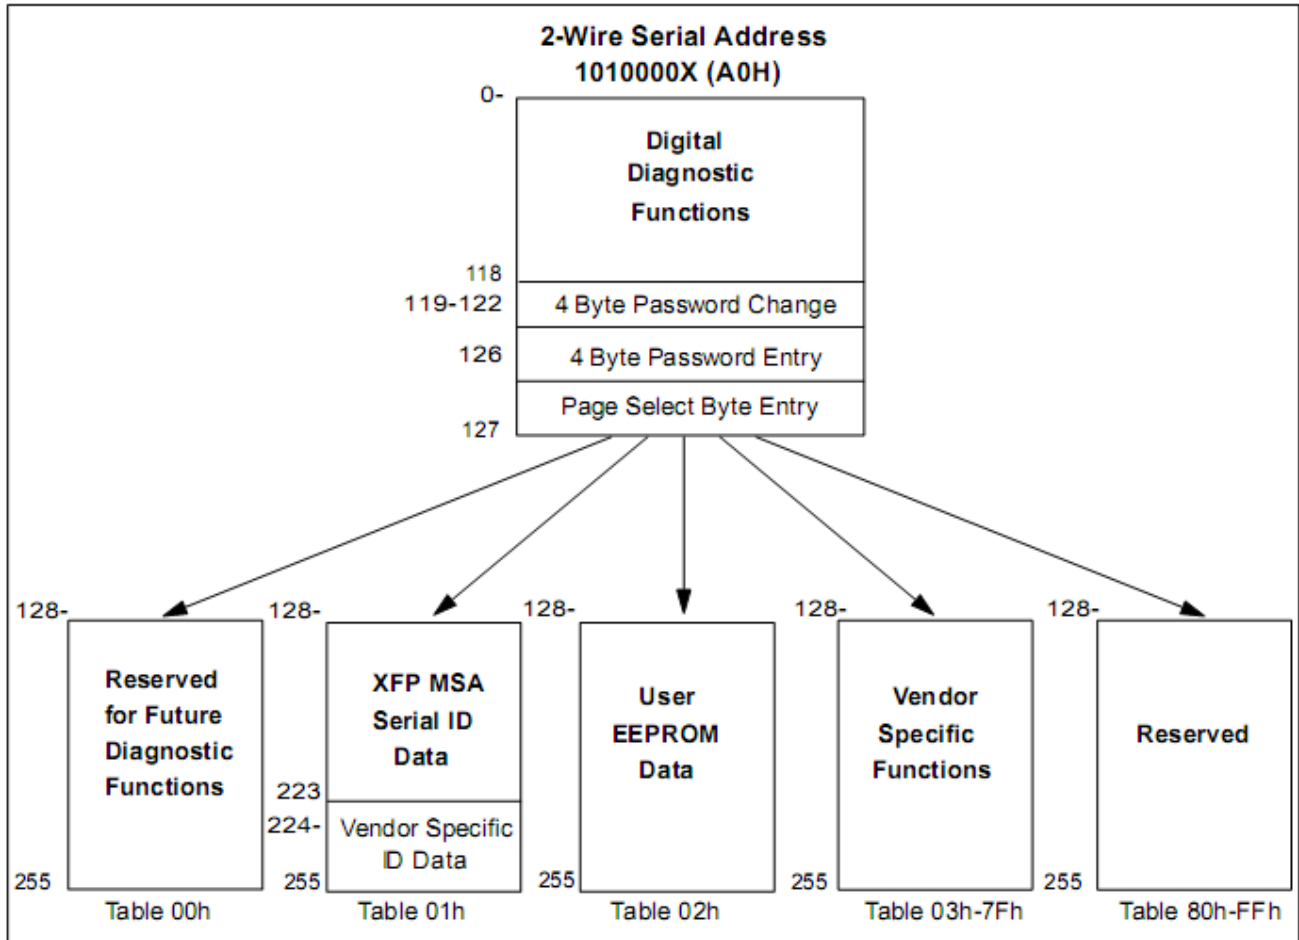 2-Wire Serial Address
1010000X (A0H)
0-
Digital
Diagnostic
Functions
118
119-122
4 Byte Password Change
126
4 Byte Password Entry
Page Select Byte Entry
127
128-
Reserved
for Future
Diagnostic
Functions
255
Table 00h
128-
XFP MSA
Serial ID
Data
223
224-
Vendor Specific
ID Data
255
Table 01h
128-
User
EEPROM
Data
255
Table 02h
128-
Vendor
Specific
Functions
255
Table 03h-7Fh
128-
Reserved
255
Table 80h-FFh